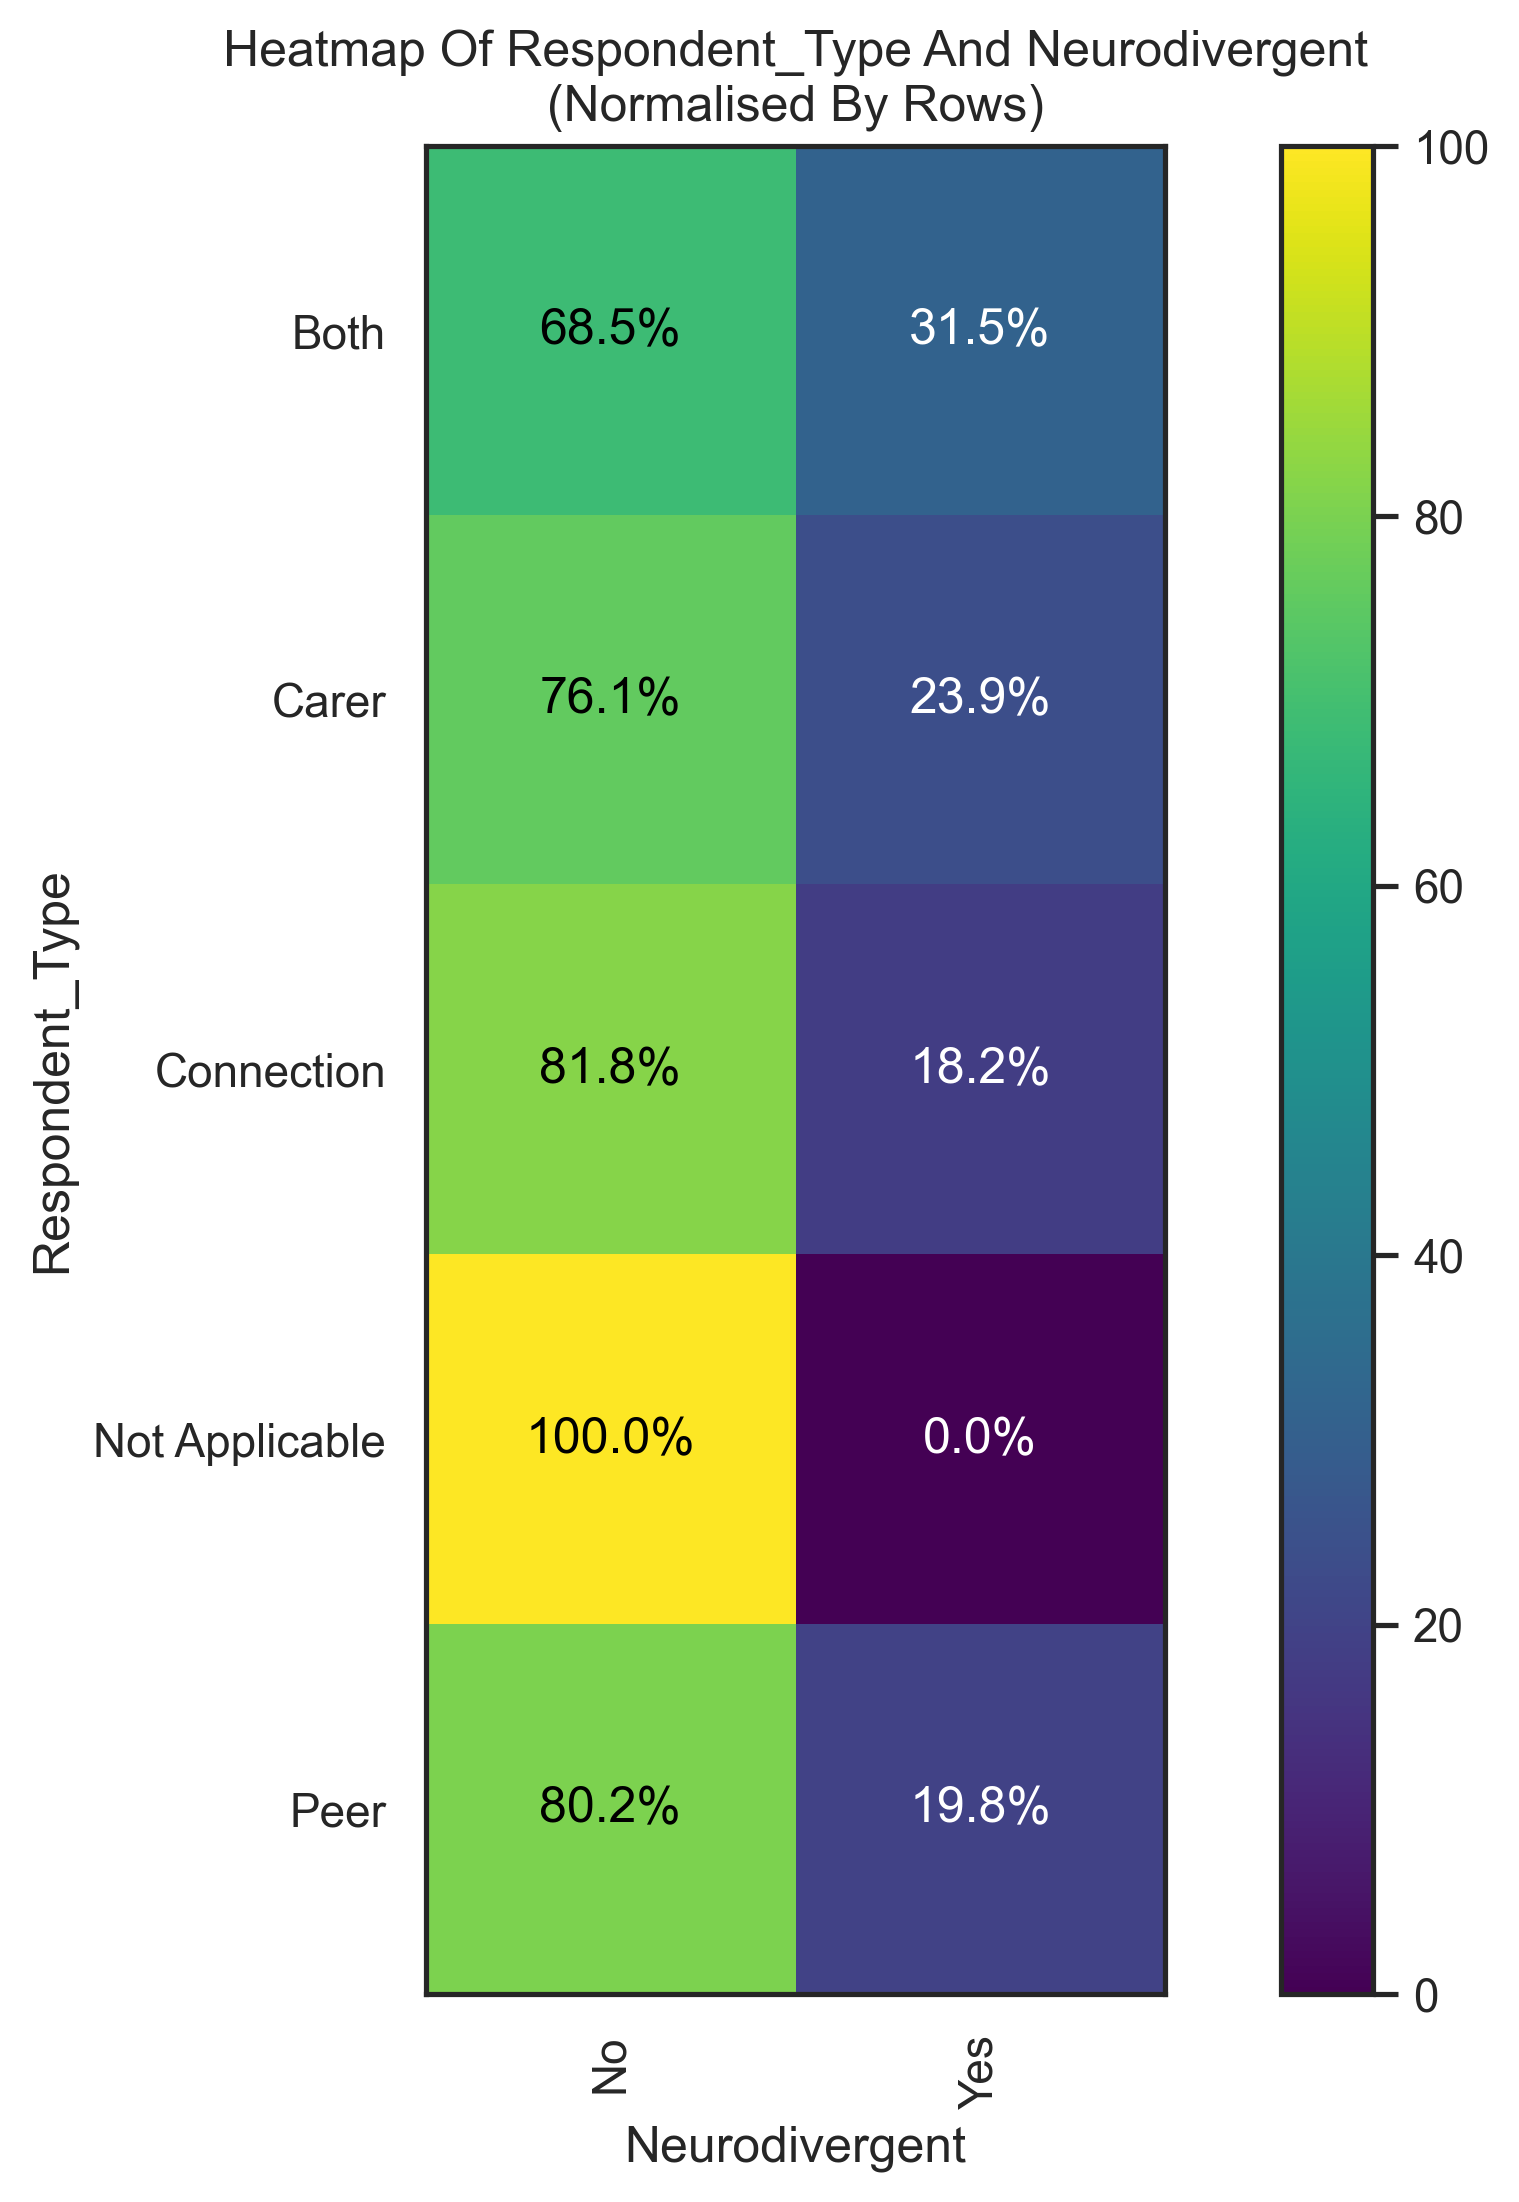 Heatmap Of Respondent_Type And Neurodivergent
(Normalised By Rows)
100
80
60
40
20
0
Respondent_Type
Both
68.5%
31.5%
Carer
76.1%
23.9%
Connection
81.8%
18.2%
Not Applicable
100.0%
0.0%
Peer
80.2%
19.8%
No
Yes
Neurodivergent